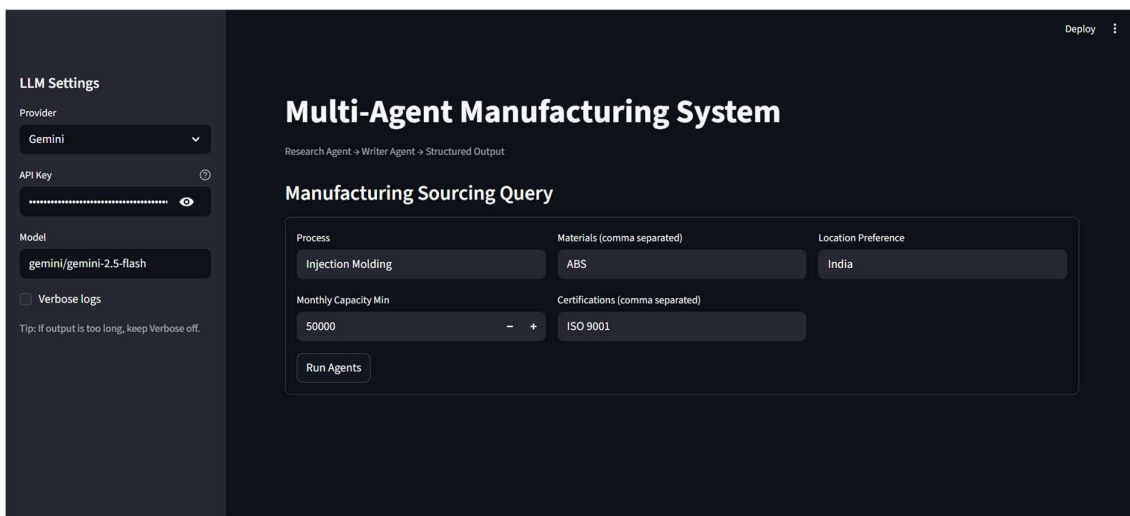 Deploy
LLM Settings
Provider
Gemini
API Key
Model
gemini/gemini-2.5-flash
Verbose logs
Tip: If output is too long, keep Verbose off.
Multi-Agent Manufacturing System
Research Agent → Writer Agent → Structured Output
Manufacturing Sourcing Query
Process
Materials (comma separated)
Location Preference
Injection Molding
ABS
India
Monthly Capacity Min
Certifications (comma separated)
50000
ISO 9001
Run Agents